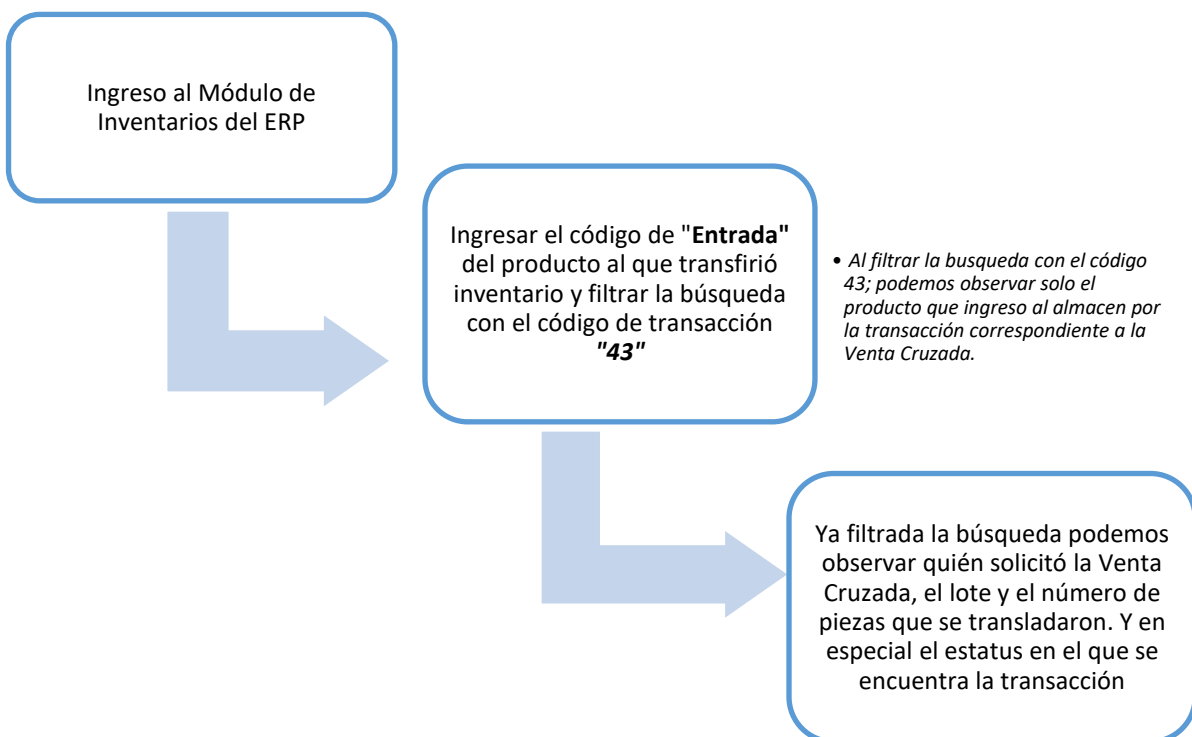 Ingreso al Módulo de
Inventarios del ERP
Ingresar el código de "Entrada"
del producto al que transfirió
inventario y filtrar la búsqueda
con el código de transacción
"43"
• Al filtrar la busqueda con el código
43; podemos observar solo el
producto que ingreso al almacen por
la transacción correspondiente a la
Venta Cruzada.
Ya filtrada la búsqueda podemos
observar quién solicitó la Venta
Cruzada, el lote y el número de
piezas que se transladaron. Y en
especial el estatus en el que se
encuentra la transacción